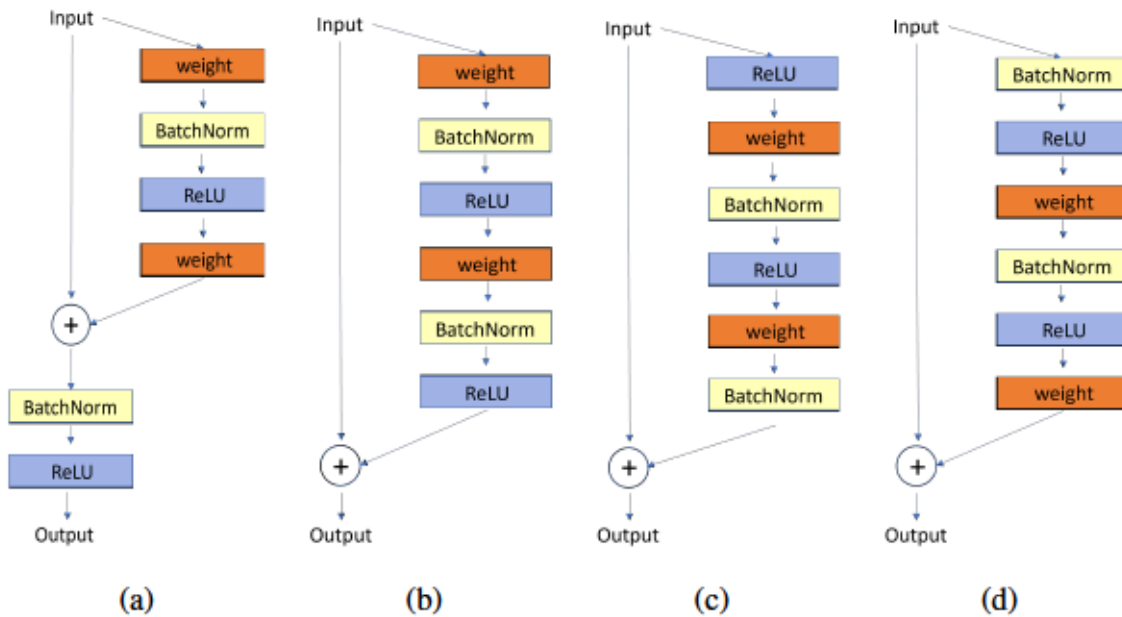 Input
weight
BatchNorm
ReLU
weight
+
BatchNorm
ReLU
Output
(a)
Input
weight
BatchNorm
ReLU
weight
BatchNorm
ReLU
+
Output
(b)
Input
ReLU
weight
BatchNorm
ReLU
weight
BatchNorm
+
Output
(c)
Input
BatchNorm
ReLU
weight
BatchNorm
ReLU
weight
+
Output
(d)